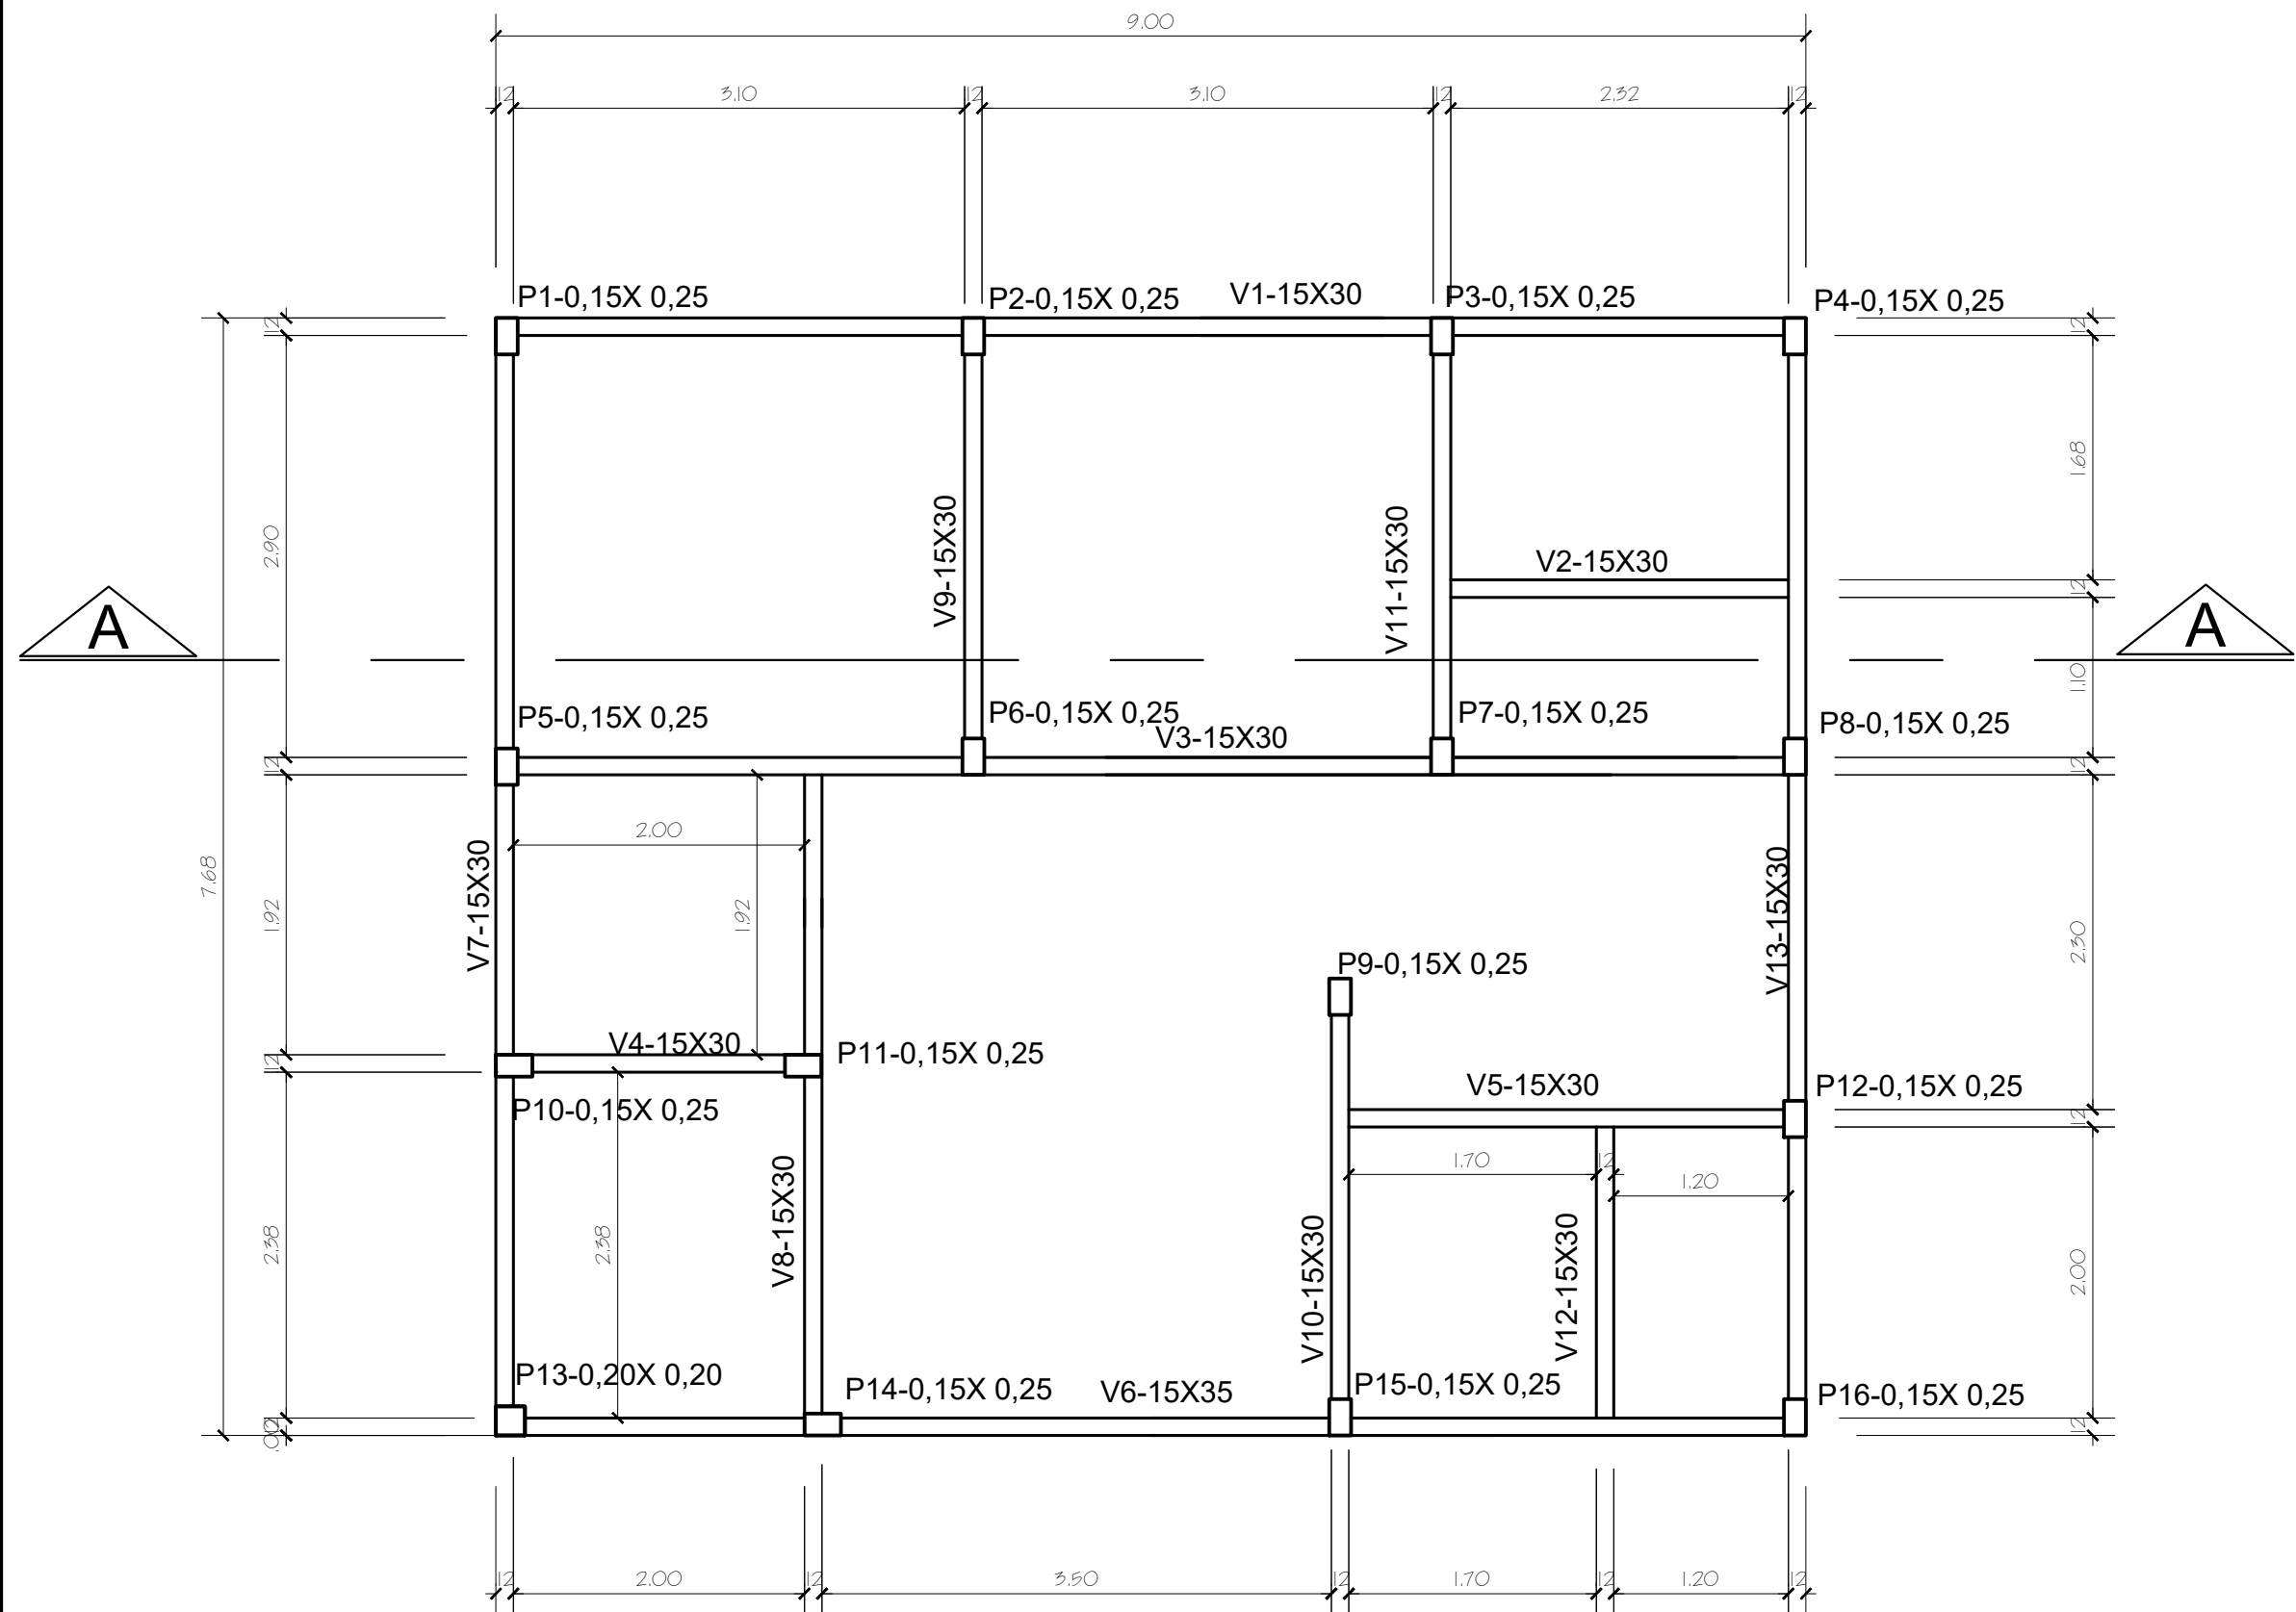 9.00
12 3.10 12 3.10 12 2.32 12
P1-0,15X 0,25
P2-0,15X 0,25
V1-15X30
P3-0,15X 0,25
P4-0,15X 0,25
12
12
2.90
1.68
V9-15X30
V11-15X30
V2-15X30
12
A
A
1.10
P5-0,15X 0,25
P6-0,15X 0,25
V3-15X30
P7-0,15X 0,25
P8-0,15X 0,25
12
12
2.00
7.68
1.92
1.92
V7-15X30
V13-15X30
2.30
P9-0,15X 0,25
V4-15X30
P11-0,15X 0,25
12
P10-0,15X 0,25
V5-15X30
P12-0,15X 0,25
12
1.70 12 1.20
2.38
2.38
V8-15X30
V10-15X30
V12-15X30
2.00
P13-0,20X 0,20
P14-0,15X 0,25
V6-15X35
P15-0,15X 0,25
P16-0,15X 0,25
12
12 2.00 12 3.50 12 1.70 12 1.20 12